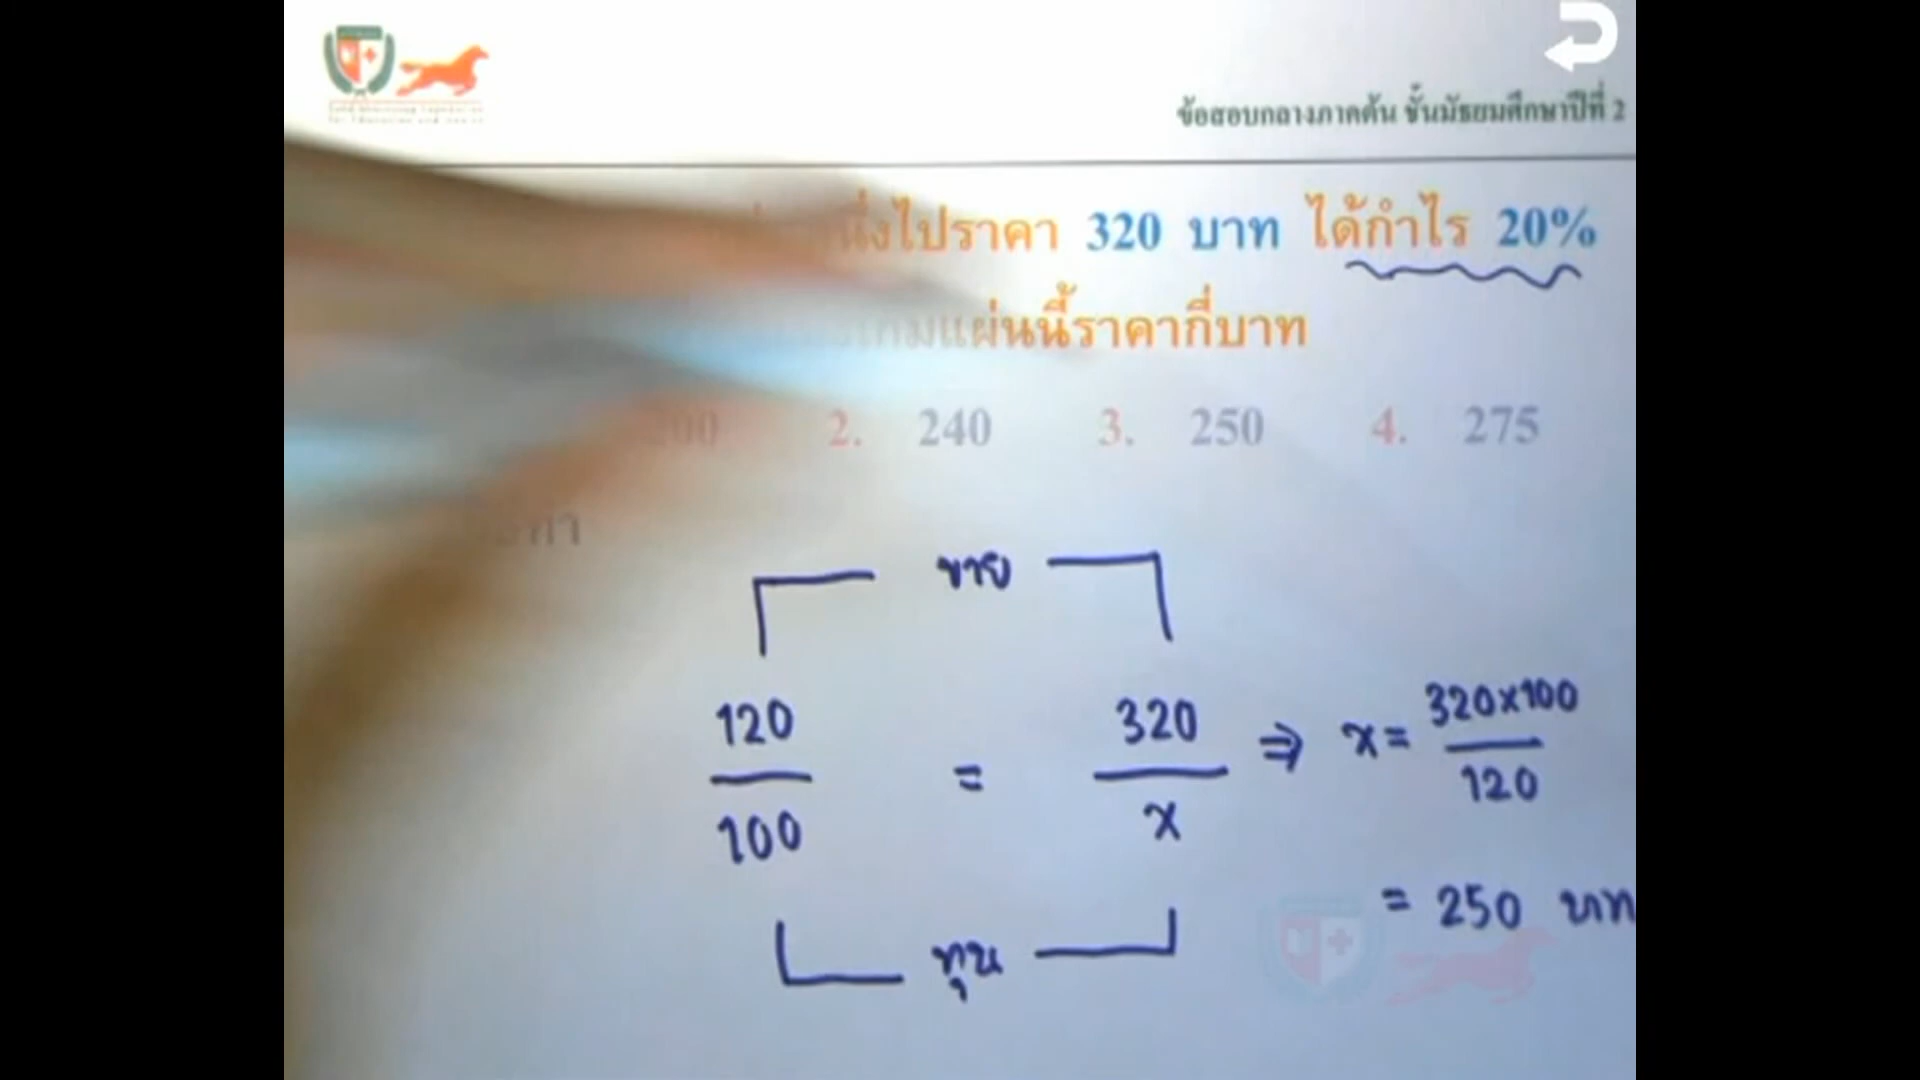 ข้อสอบกลางภาคต้น ชั้นมัธยมศึกษาปีที่ 2
ไปราคา 320 บาท ได้กำไร 20%
แผ่นนี้ราคากี่บาท
200 2. 240 3. 250 4. 275
ขาย
120 = 320 ⇒ x = 320x100
100 x 120
= 250 บาท
ทุน